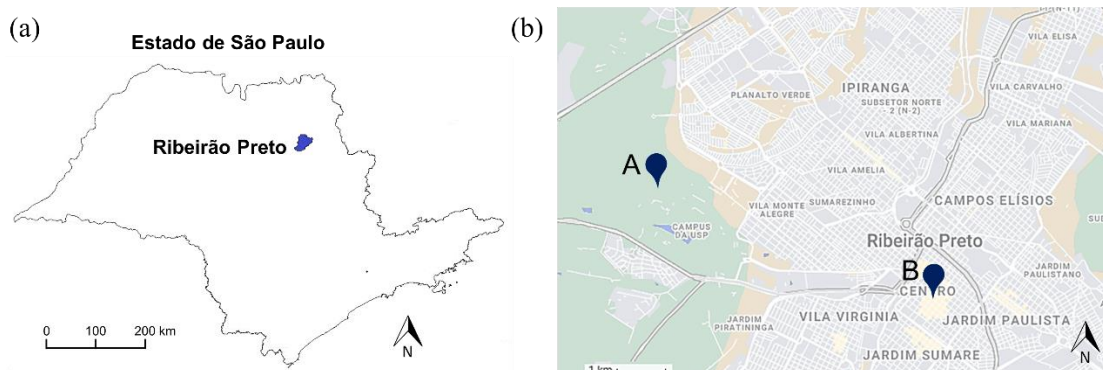 (a)
Estado de São Paulo
Ribeirão Preto
0 100 200 km
N
(b)
VILA ELISA
IPIRANGA
PLANALTO VERDE
SUBSETOR NORTE
- 2 (N-2)
VILA CARVALHO
VILA ALBERTINA
VILA MARIANA
A
VILA AMELIA
VILA MONTE
ALEGRE
SUMAREZINHO
CAMPOS ELÍSIOS
CAMPUS
DA USP
Ribeirão Preto
B
CENTRO
JARDIM
PAULISTANO
JARDIM
PIRATININGA
VILA VIRGINIA
JARDIM PAULISTA
JARDIM SUMARE
1 km
N